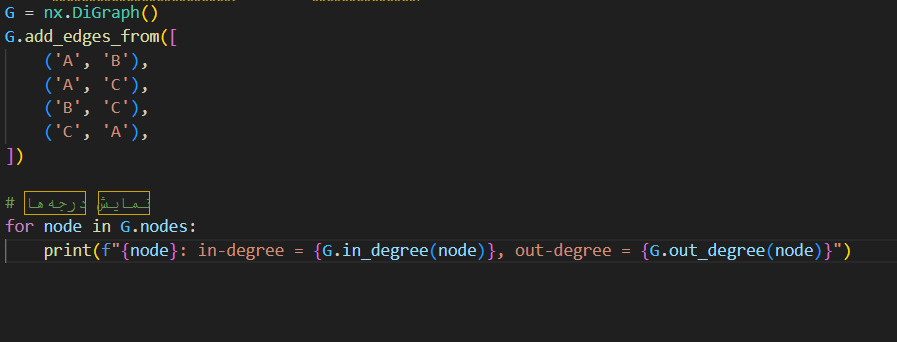 G = nx.DiGraph()
G.add_edges_from([
    ('A', 'B'),
    ('A', 'C'),
    ('B', 'C'),
    ('C', 'A'),
])
# نمایش درجه‌ها
for node in G.nodes:
    print(f"{node}: in-degree = {G.in_degree(node)}, out-degree = {G.out_degree(node)}")